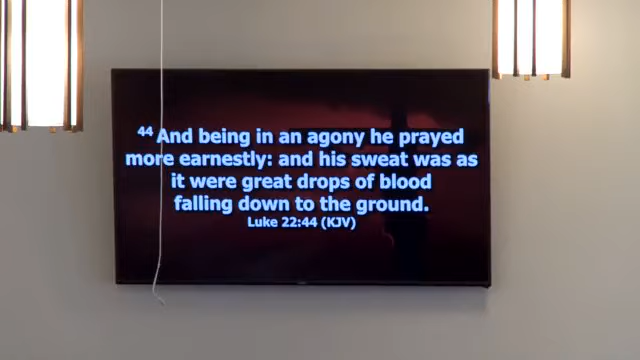 44 And being in an agony he prayed
more earnestly: and his sweat was as
it were great drops of blood
falling down to the ground.
Luke 22:44 (KJV)